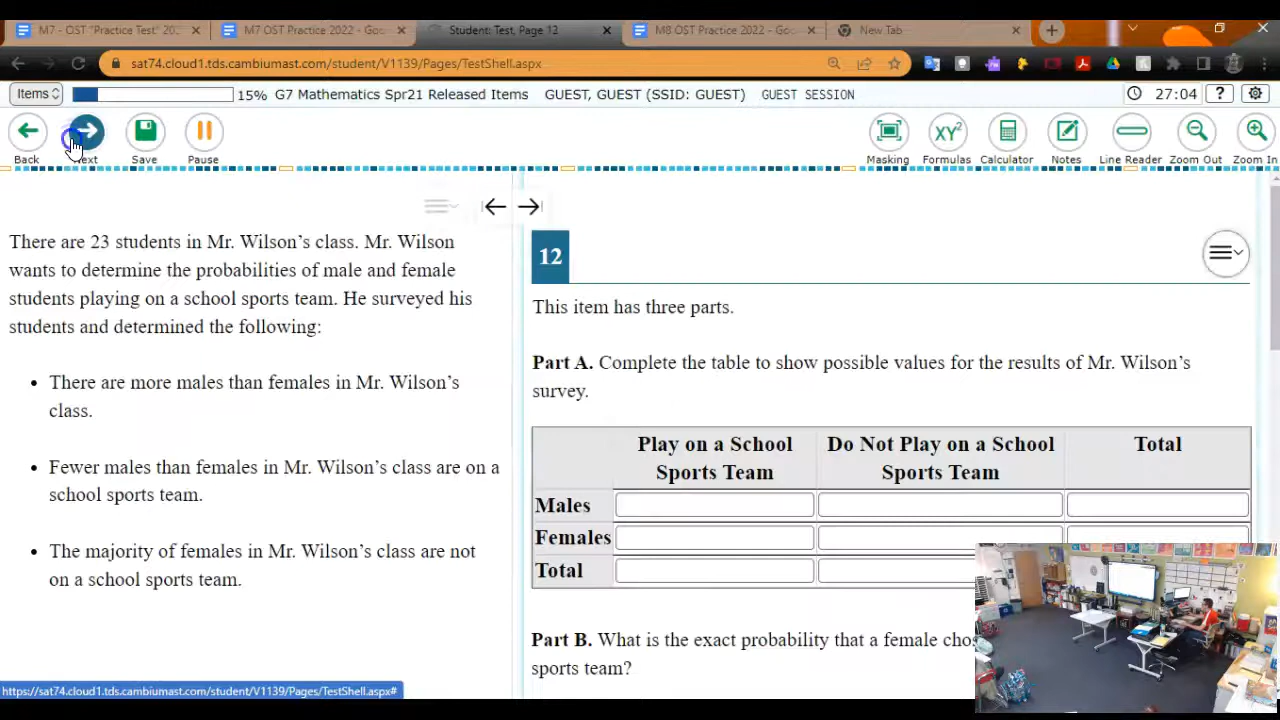 M7 - OST "Practice Test" 20
M7 OST Practice 2022 - Goo
Student: Test, Page 12
M8 OST Practice 2022 - Goo
New Tab
sat74.cloud1.tds.cambiumast.com/student/V1139/Pages/TestShell.aspx
Items
15%
G7 Mathematics Spr21 Released Items
GUEST, GUEST (SSID: GUEST)
GUEST SESSION
27:04
?
XY²
Back
Next
Save
Pause
Masking
Formulas
Calculator
Notes
Line Reader
Zoom Out
Zoom In
There are 23 students in Mr. Wilson's class. Mr. Wilson
wants to determine the probabilities of male and female
students playing on a school sports team. He surveyed his
students and determined the following:
• There are more males than females in Mr. Wilson's
class.
• Fewer males than females in Mr. Wilson's class are on a
school sports team.
• The majority of females in Mr. Wilson's class are not
on a school sports team.
12
This item has three parts.
Part A. Complete the table to show possible values for the results of Mr. Wilson's
survey.
Play on a School
Sports Team
Do Not Play on a School
Sports Team
Total
Males
Females
Total
Part B. What is the exact probability that a female cho
sports team?
https://sat74.cloud1.tds.cambiumast.com/student/V1139/Pages/TestShell.aspx#